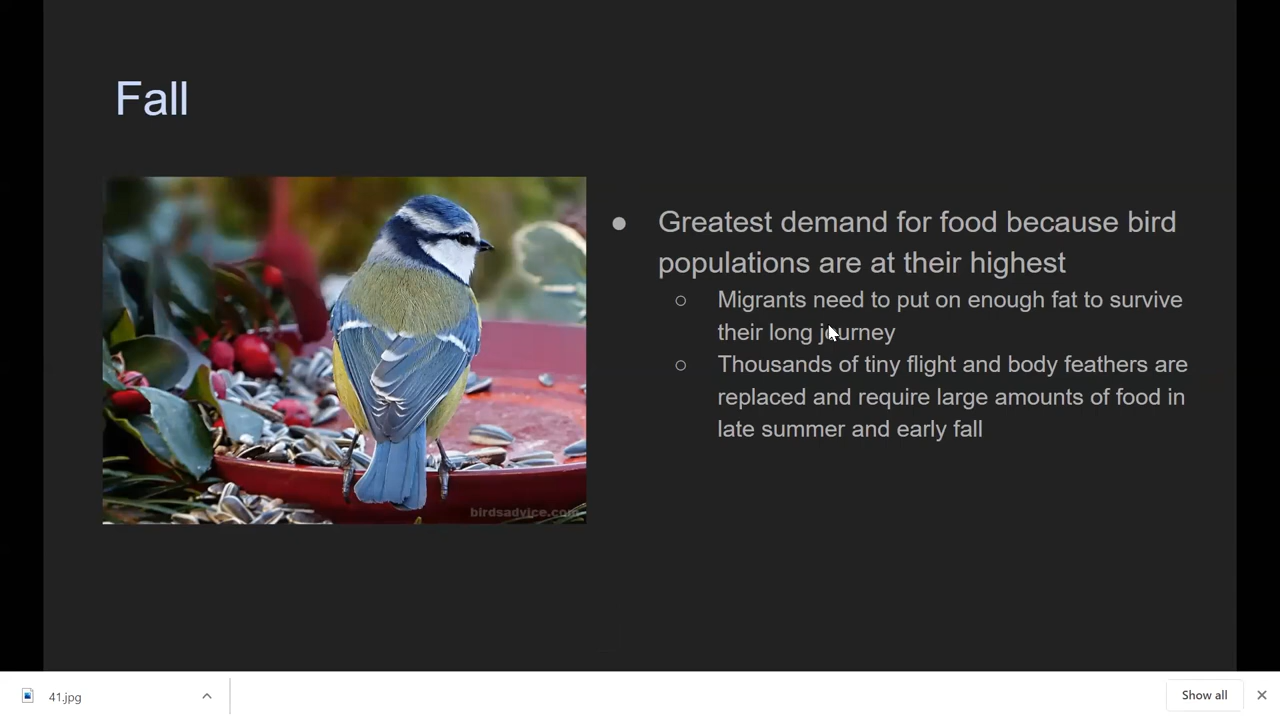 Fall
Greatest demand for food because bird
populations are at their highest
Migrants need to put on enough fat to survive
their long journey
Thousands of tiny flight and body feathers are
replaced and require large amounts of food in
late summer and early fall
birdsadvice.com
41.jpg
Show all